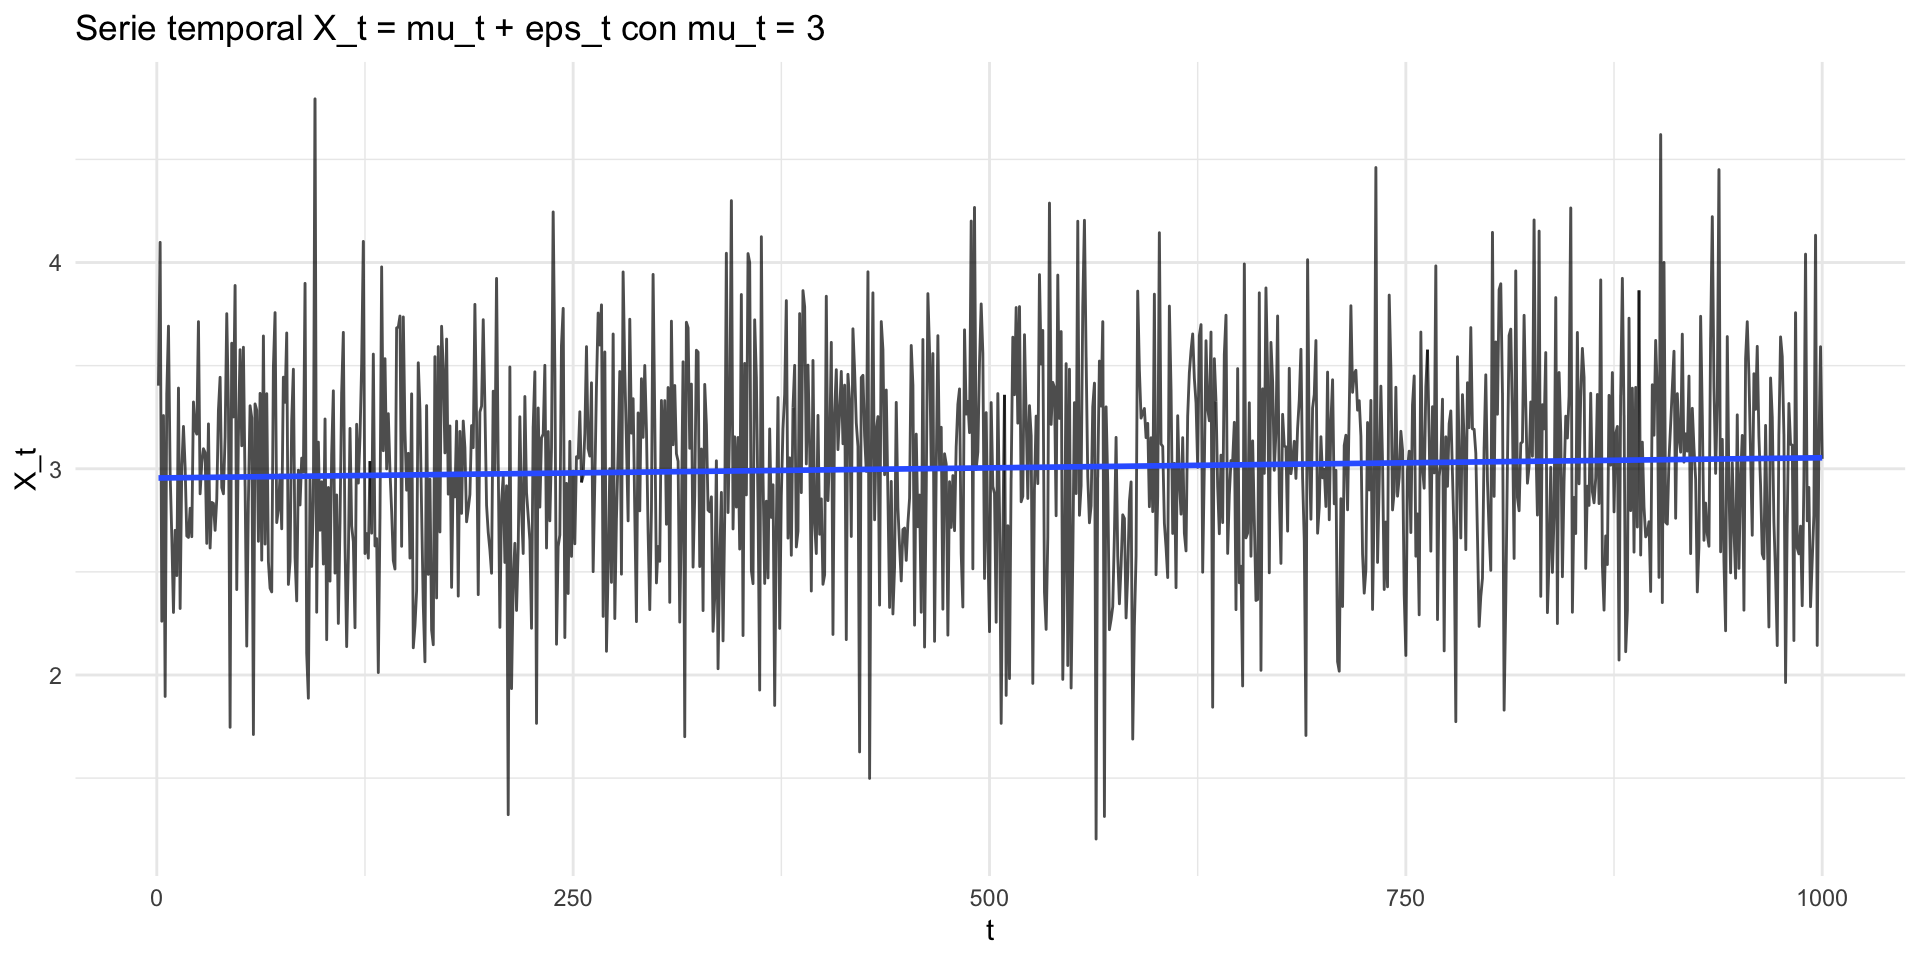 Serie temporal X_t = mu_t + eps_t con mu_t = 3
X_t
4
3
2
0 250 500 750 1000
t